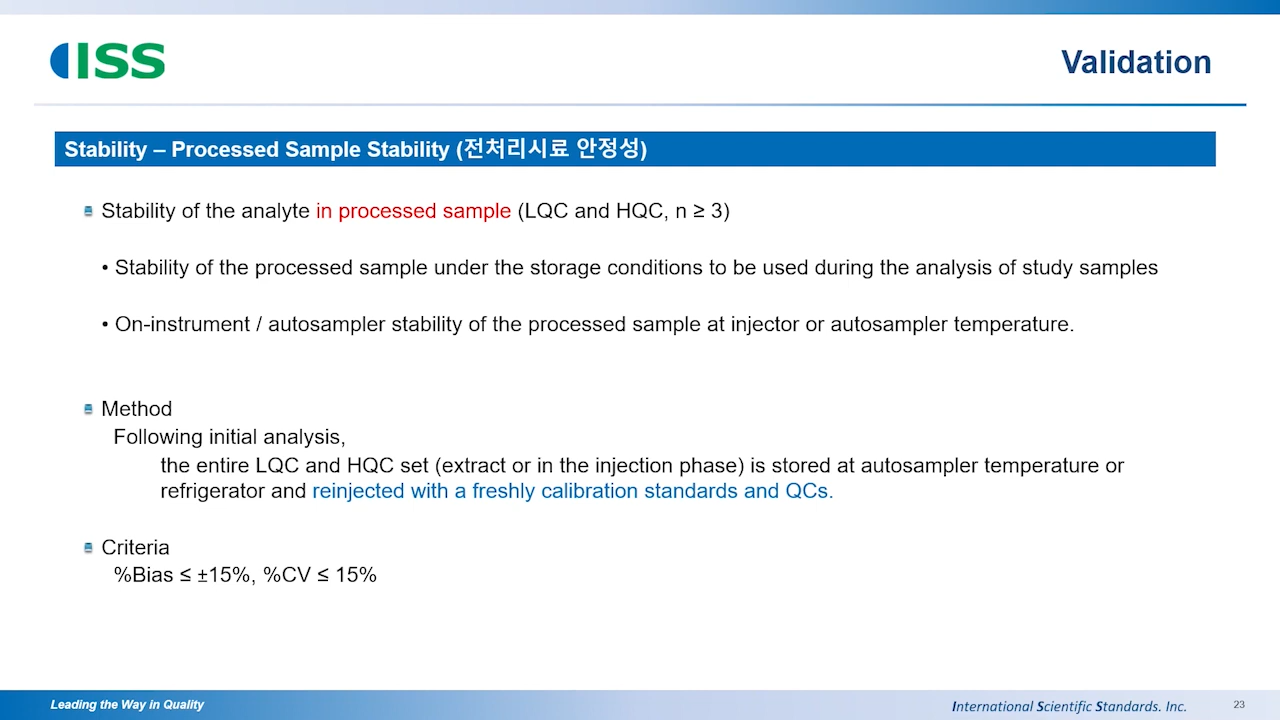 ISS
Validation
Stability – Processed Sample Stability (전처리시료 안정성)
Stability of the analyte in processed sample (LQC and HQC, n ≥ 3)
• Stability of the processed sample under the storage conditions to be used during the analysis of study samples
• On-instrument / autosampler stability of the processed sample at injector or autosampler temperature.
Method
Following initial analysis,
the entire LQC and HQC set (extract or in the injection phase) is stored at autosampler temperature or
refrigerator and reinjected with a freshly calibration standards and QCs.
Criteria
%Bias ≤ ±15%, %CV ≤ 15%
Leading the Way in Quality
International Scientific Standards. Inc.
23